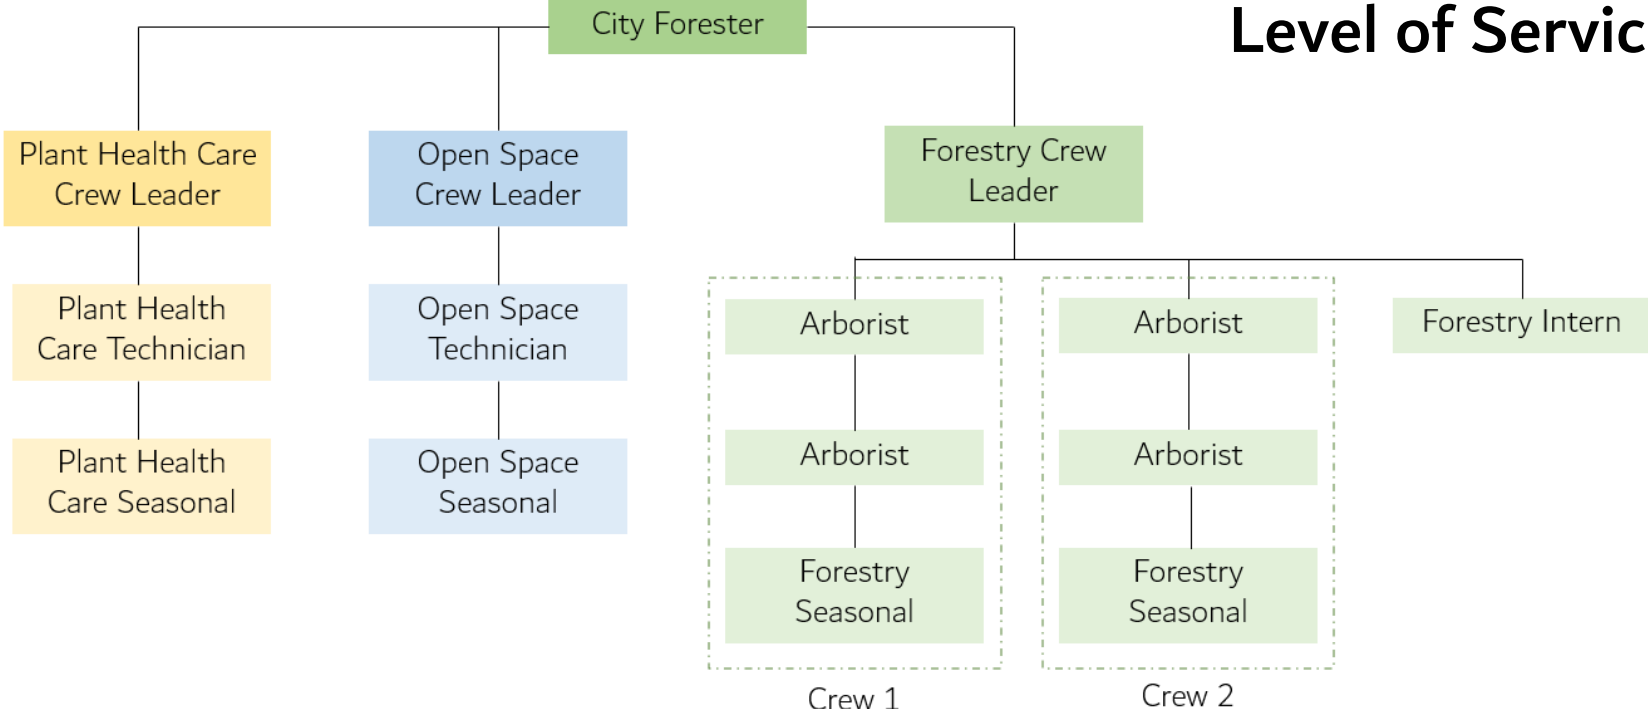 City Forester
Level of Servic
Plant Health Care
Crew Leader
Open Space
Crew Leader
Forestry Crew
Leader
Plant Health
Care Technician
Open Space
Technician
Arborist
Arborist
Forestry Intern
Plant Health
Care Seasonal
Open Space
Seasonal
Arborist
Arborist
Forestry
Seasonal
Forestry
Seasonal
Crew 1
Crew 2